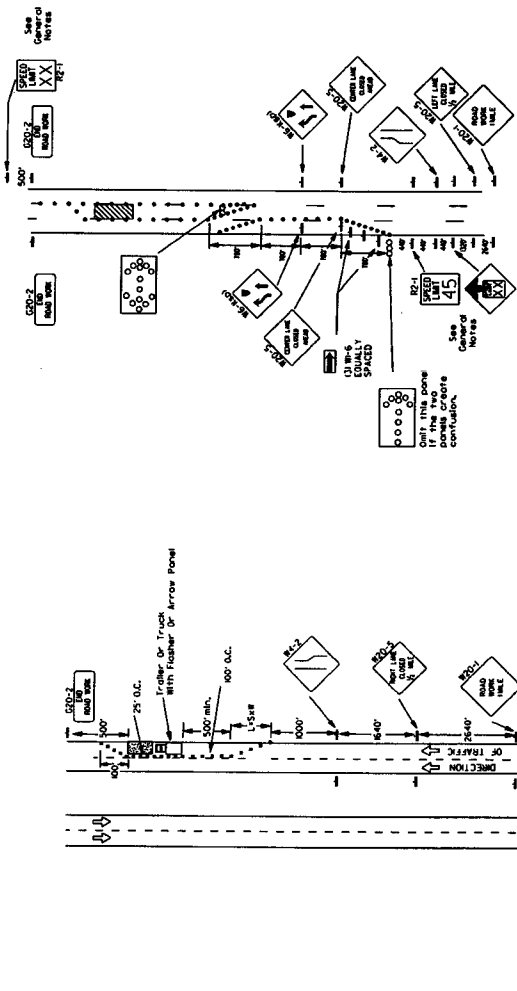 See
General
Notes
SPEED
LIMIT
XX
R2-1
G20-2
END
ROAD WORK
500'
G20-2
END
ROAD WORK
CENTER LANE
CLOSED
AHEAD
W20-5
W4-2
LEFT LANE
CLOSED
½ MILE
W20-5
ROAD
WORK
1 MILE
W20-1
CENTER LANE
CLOSED
AHEAD
W20-5
(3) W1-6
EQUALLY
SPACED
R2-1
SPEED
LIMIT
45
See
General
Notes
XX
2640'
Omit this panel
if the two
panels create
confusion.
G20-2
END
ROAD WORK
500'
100'
25' O.C.
Trailer Or Truck
With Flasher Or Arrow Panel
100' O.C.
500' min.
L=SxW
1000'
W4-2
1640'
RIGHT LANE
CLOSED
½ MILE
W20-5
2640'
ROAD
WORK
1 MILE
W20-1
DIRECTION
OF TRAFFIC